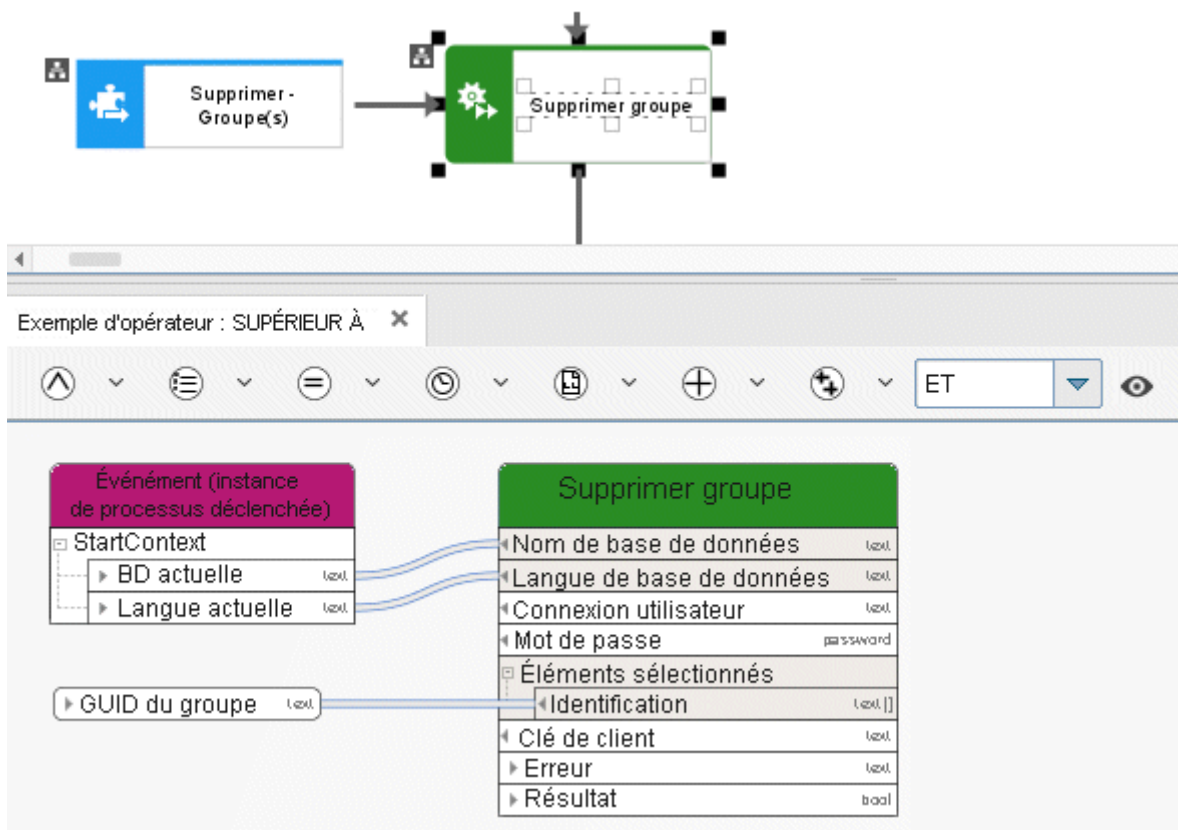 Supprimer -
Groupe(s)
Supprimer groupe
Exemple d'opérateur : SUPÉRIEUR À
ET
Événément (instance
de processus déclenchée)
StartContext
BD actuelle text
Langue actuelle text
GUID du groupe text
Supprimer groupe
Nom de base de données text
Langue de base de données text
Connexion utilisateur text
Mot de passe password
Éléments sélectionnés
Identification text[]
Clé de client text
Erreur text
Résultat bool